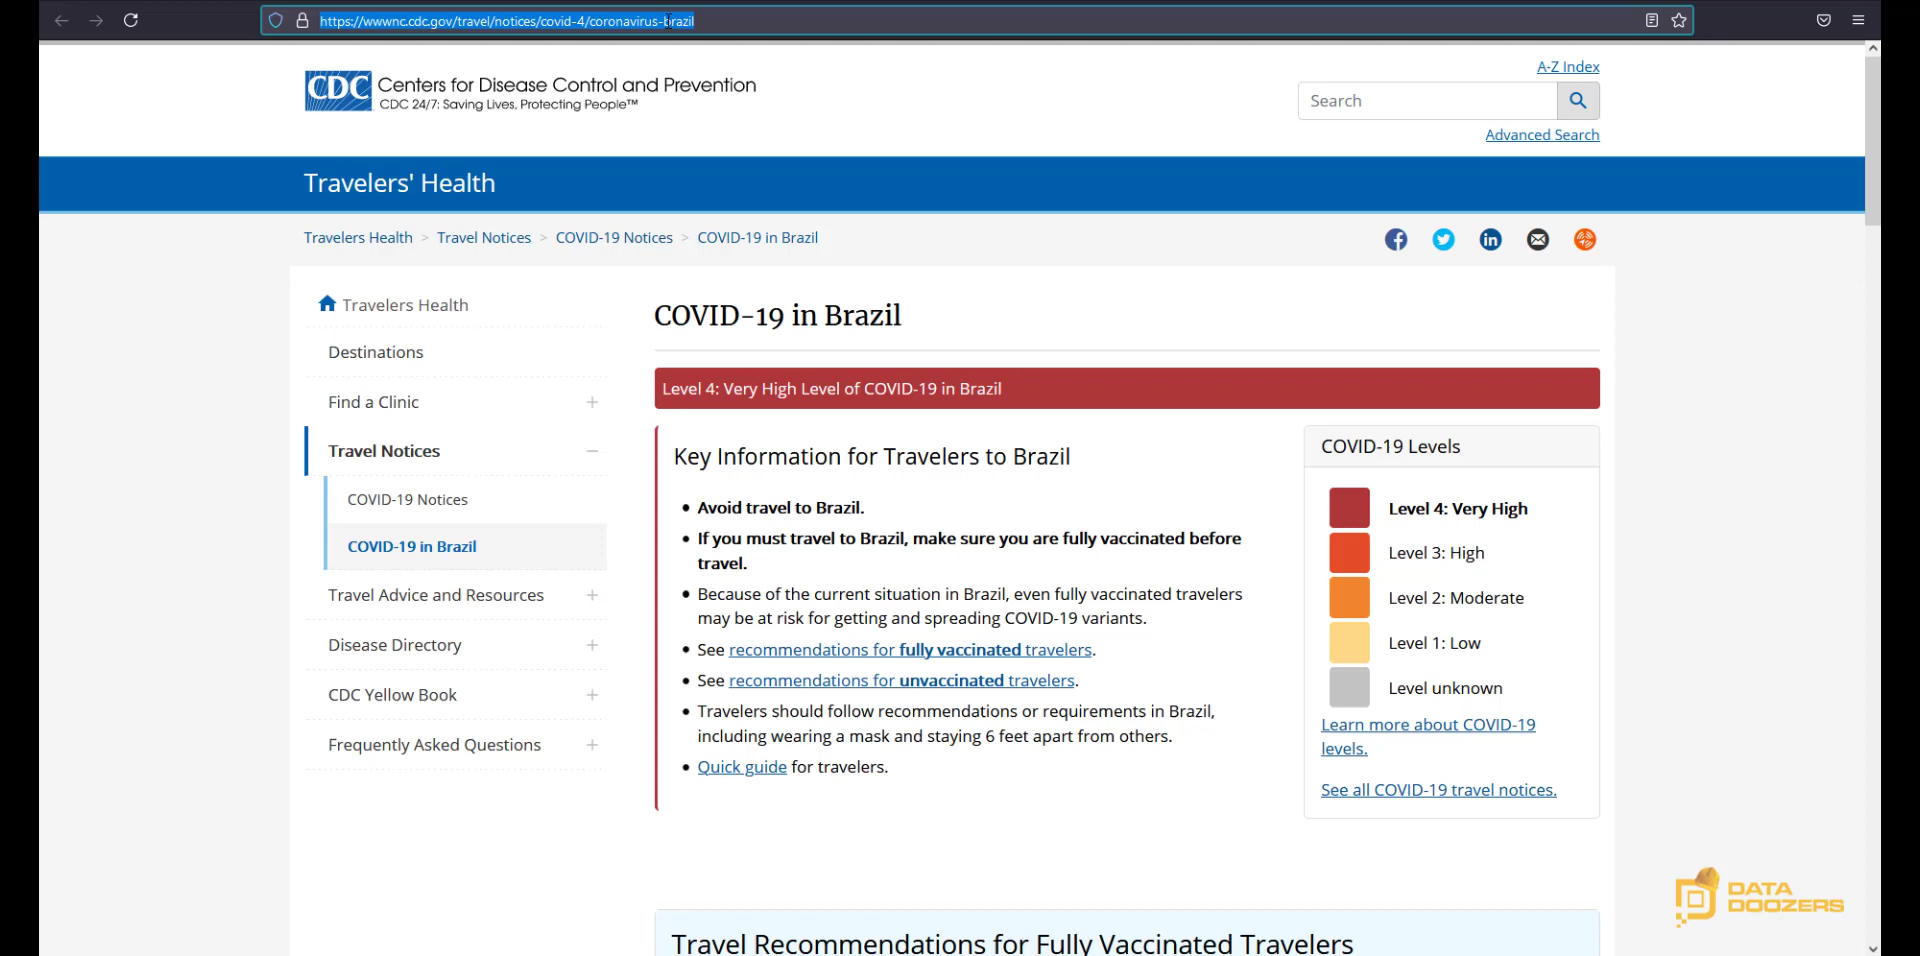 https://wwwnc.cdc.gov/travel/notices/covid-4/coronavirus-brazil
CDC Centers for Disease Control and Prevention
CDC 24/7: Saving Lives, Protecting People™
A-Z Index
Search
Advanced Search
Travelers' Health
Travelers Health > Travel Notices > COVID-19 Notices > COVID-19 in Brazil
Travelers Health
Destinations
Find a Clinic
Travel Notices
COVID-19 Notices
COVID-19 in Brazil
Travel Advice and Resources
Disease Directory
CDC Yellow Book
Frequently Asked Questions
COVID-19 in Brazil
Level 4: Very High Level of COVID-19 in Brazil
Key Information for Travelers to Brazil
• Avoid travel to Brazil.
• If you must travel to Brazil, make sure you are fully vaccinated before
travel.
• Because of the current situation in Brazil, even fully vaccinated travelers
may be at risk for getting and spreading COVID-19 variants.
• See recommendations for fully vaccinated travelers.
• See recommendations for unvaccinated travelers.
• Travelers should follow recommendations or requirements in Brazil,
including wearing a mask and staying 6 feet apart from others.
• Quick guide for travelers.
COVID-19 Levels
Level 4: Very High
Level 3: High
Level 2: Moderate
Level 1: Low
Level unknown
Learn more about COVID-19
levels.
See all COVID-19 travel notices.
Travel Recommendations for Fully Vaccinated Travelers
DATA
DOOZERS